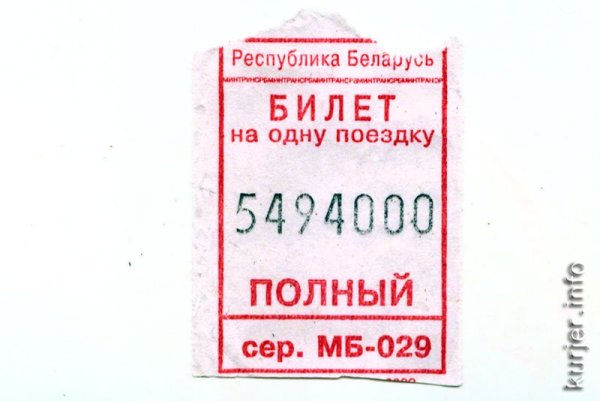 Республика Беларусь
БИЛЕТ
на одну поездку
5494000
ПОЛНЫЙ
сер. МБ-029
kurjer.info